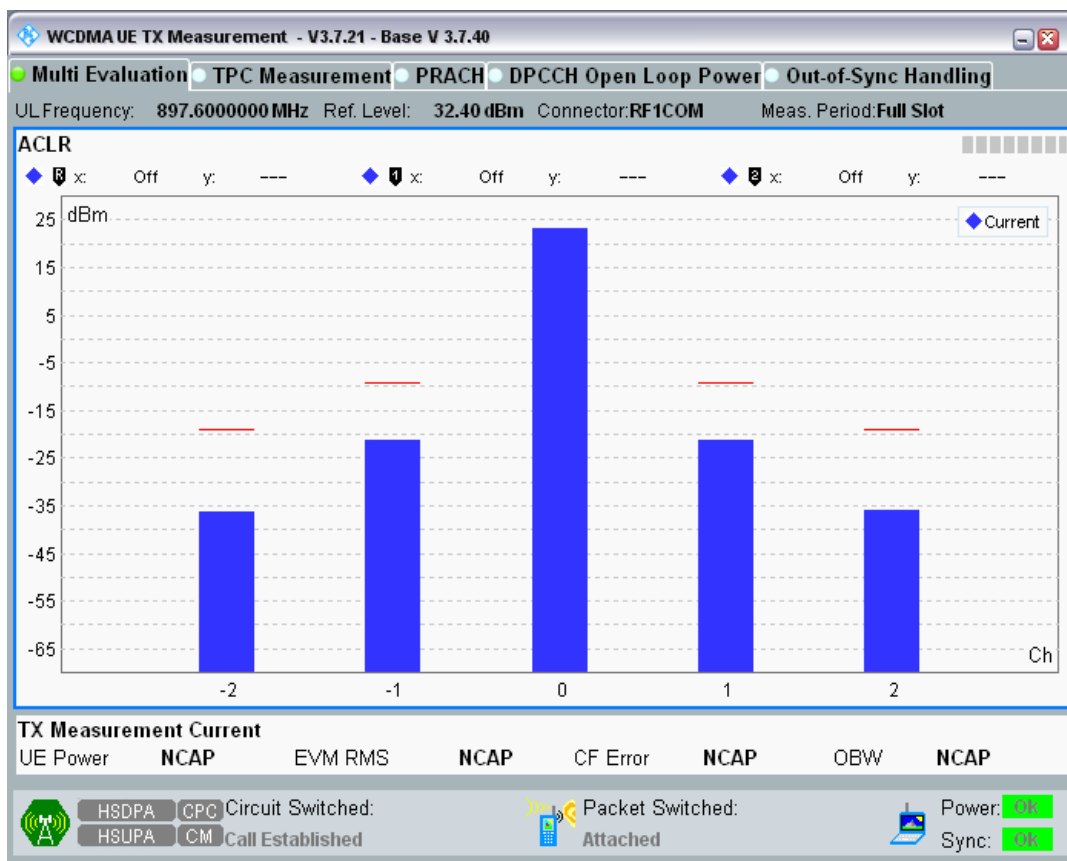 WCDMA UE TX Measurement - V3.7.21 - Base V 3.7.40
Multi Evaluation TPC Measurement PRACH DPCCH Open Loop Power Out-of-Sync Handling
UL Frequency: 897.6000000 MHz Ref. Level: 32.40 dBm Connector:RF1COM Meas. Period:Full Slot
ACLR
R x: Off y: --- 1 x: Off y: --- 2 x: Off y: ---
dBm
Current
25
15
5
-5
-15
-25
-35
-45
-55
-65
Ch
-2 -1 0 1 2
TX Measurement Current
UE Power NCAP EVM RMS NCAP CF Error NCAP OBW NCAP
HSDPA CPC Circuit Switched: Packet Switched: Power: Ok
HSUPA CM Call Established Attached Sync: Ok